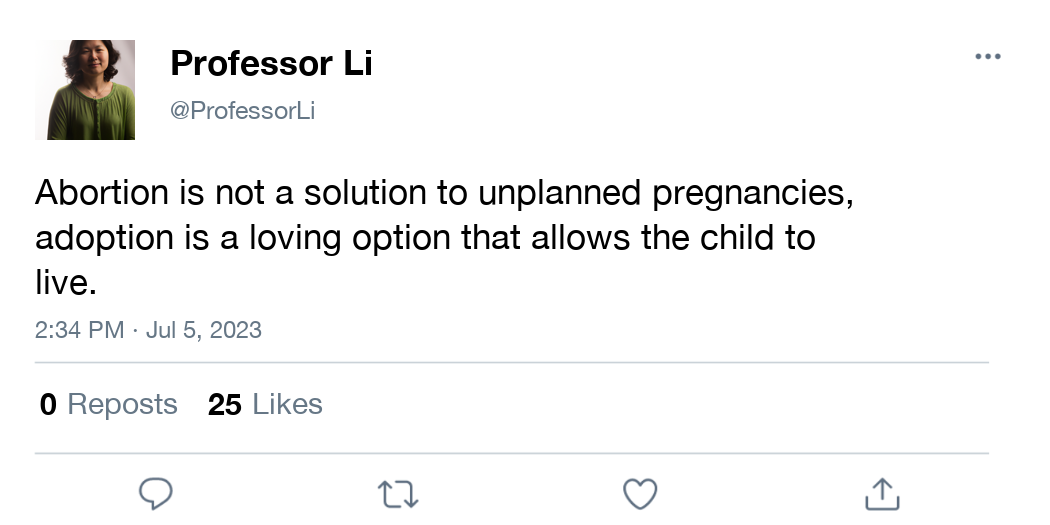 Professor Li
@ProfessorLi
Abortion is not a solution to unplanned pregnancies,
adoption is a loving option that allows the child to
live.
2:34 PM · Jul 5, 2023
0 Reposts 25 Likes